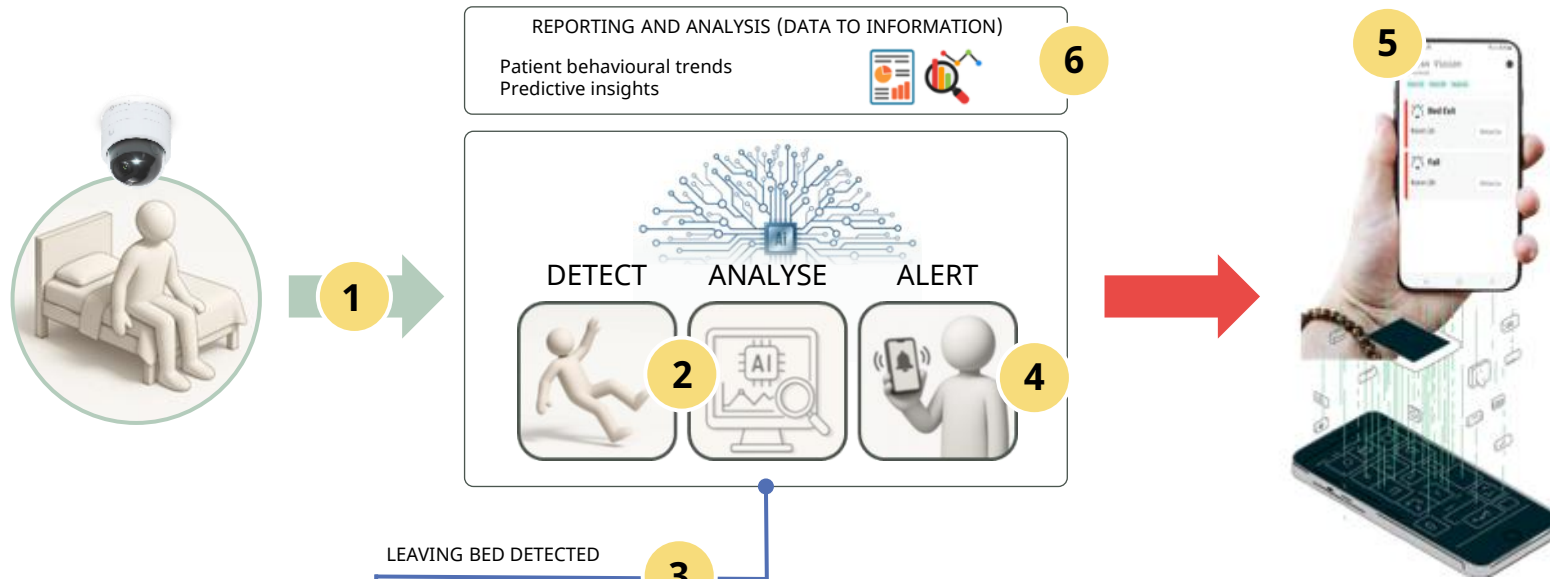 REPORTING AND ANALYSIS (DATA TO INFORMATION)
Patient behavioural trends
Predictive insights
6
5
Vision
Bed Exit
Fall
Ai
DETECT
ANALYSE
ALERT
1
2
AI
4
LEAVING BED DETECTED
3